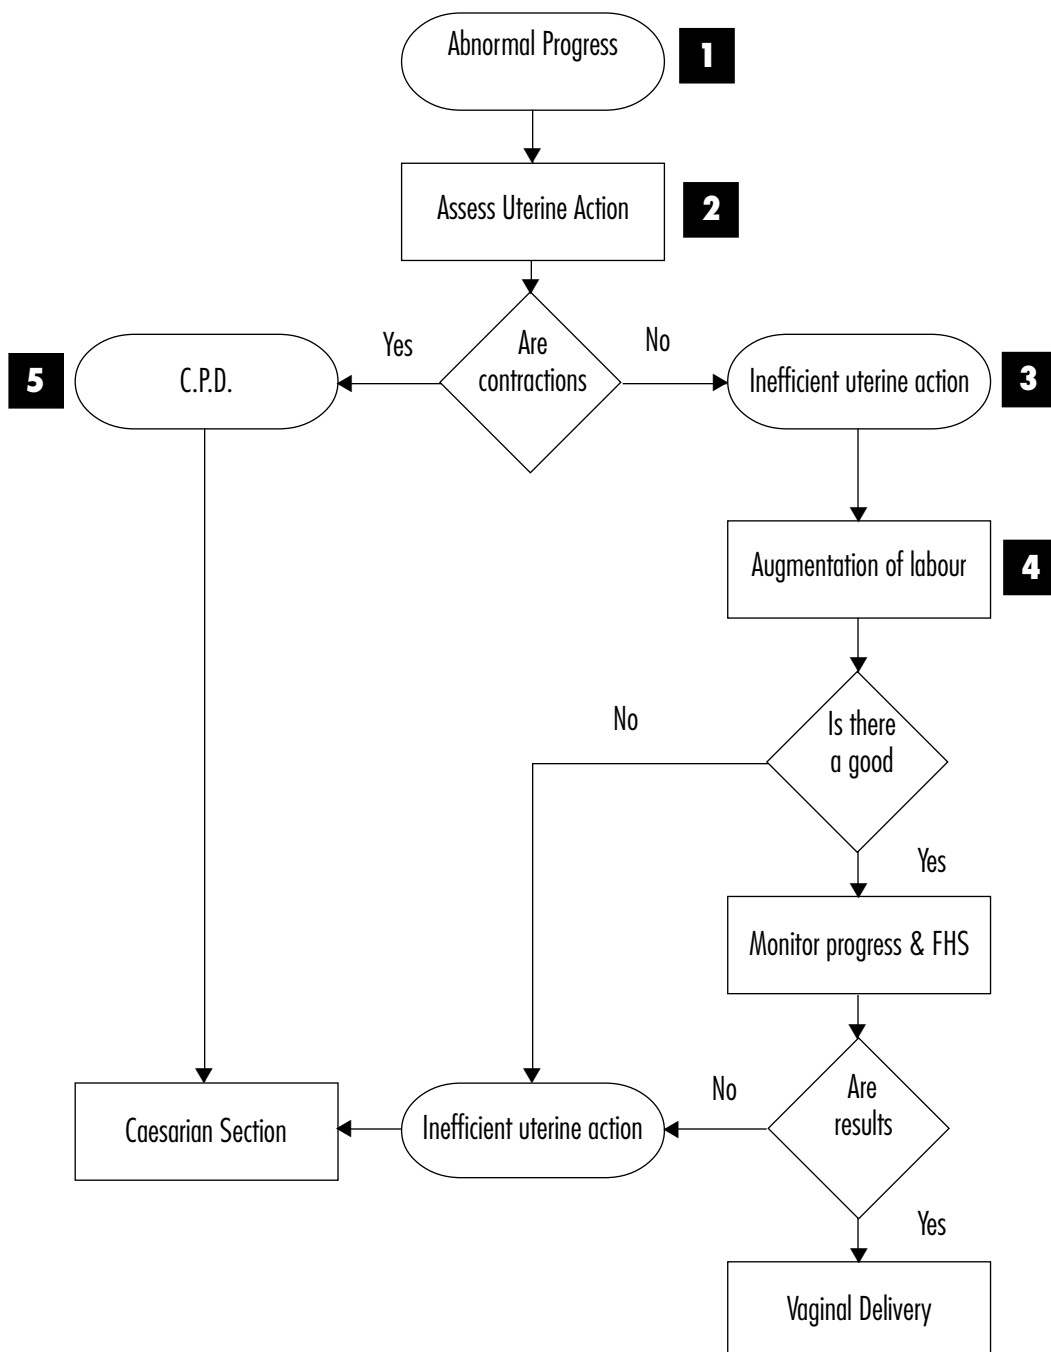 Abnormal Progress
1
Assess Uterine Action
2
Yes
Are
contractions
No
5
C.P.D.
Inefficient uterine action
3
Augmentation of labour
4
No
Is there
a good
Yes
Monitor progress & FHS
No
Are
results
Caesarian Section
Inefficient uterine action
Yes
Vaginal Delivery